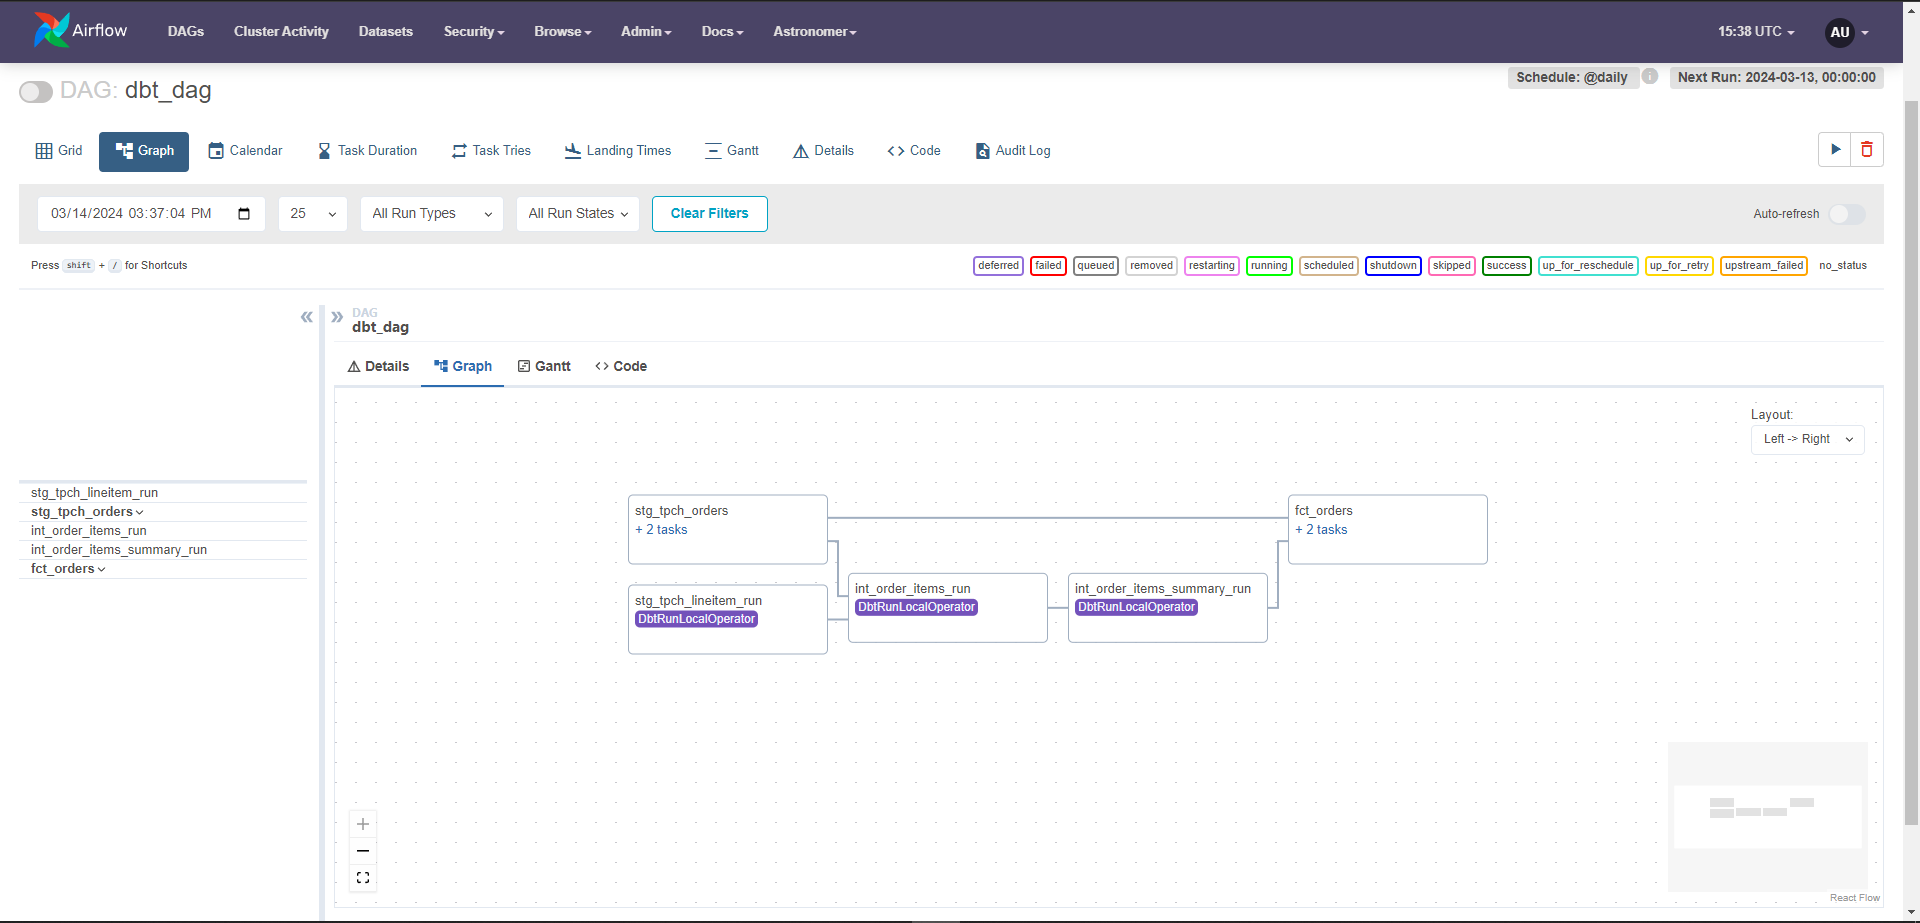 Airflow DAGs Cluster Activity Datasets Security Browse Admin Docs Astronomer 15:38 UTC AU
DAG: dbt_dag Schedule: @daily i Next Run: 2024-03-13, 00:00:00
Grid Graph Calendar Task Duration Task Tries Landing Times Gantt Details Code Audit Log
03/14/2024 03:37:04 PM 25 All Run Types All Run States Clear Filters Auto-refresh
Press shift + / for Shortcuts deferred failed queued removed restarting running scheduled shutdown skipped success up_for_reschedule up_for_retry upstream_failed no_status
DAG
dbt_dag
Details Graph Gantt Code
Layout:
Left -> Right
stg_tpch_lineitem_run
stg_tpch_orders
int_order_items_run
int_order_items_summary_run
fct_orders
stg_tpch_orders
+ 2 tasks
fct_orders
+ 2 tasks
stg_tpch_lineitem_run
DbtRunLocalOperator
int_order_items_run
DbtRunLocalOperator
int_order_items_summary_run
DbtRunLocalOperator
React Flow